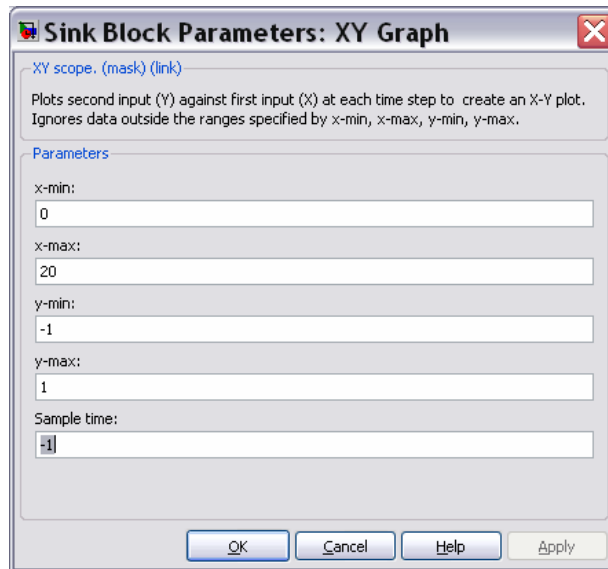 Sink Block Parameters: XY Graph
XY scope. (mask) (link)
Plots second input (Y) against first input (X) at each time step to create an X-Y plot.
Ignores data outside the ranges specified by x-min, x-max, y-min, y-max.
Parameters
x-min:
0
x-max:
20
y-min:
-1
y-max:
1
Sample time:
-1
OK Cancel Help Apply